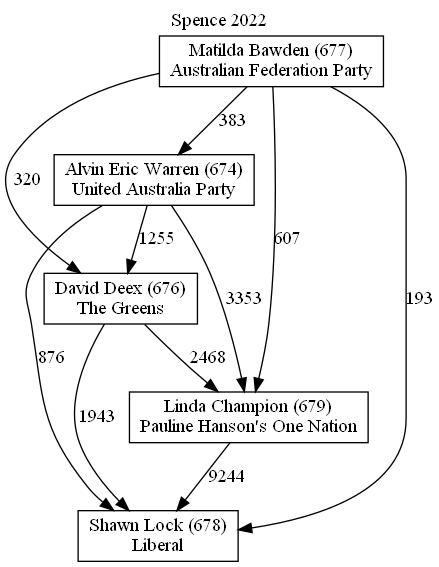 Spence 2022
Matilda Bawden (677)
Australian Federation Party
383
Alvin Eric Warren (674)
United Australia Party
320
1255
607
David Deex (676)
The Greens
3353
193
876
2468
Linda Champion (679)
Pauline Hanson's One Nation
1943
9244
Shawn Lock (678)
Liberal